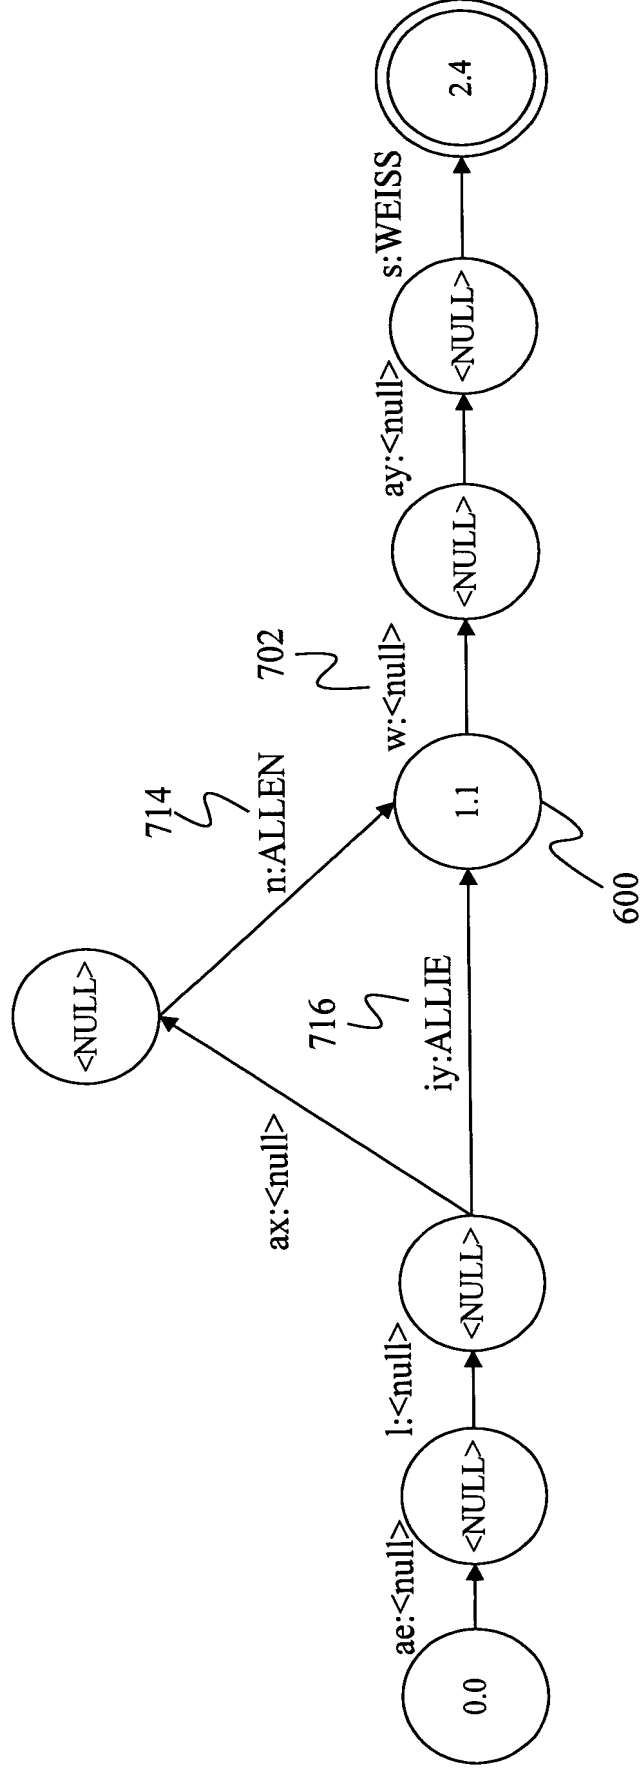 0.0
ae:<null>
<NULL>
l:<null>
<NULL>
ax:<null>
<NULL>
714
n:ALLEN
716
iy:ALLIE
1.1
600
702
w:<null>
<NULL>
ay:<null>
<NULL>
s:WEISS
2.4